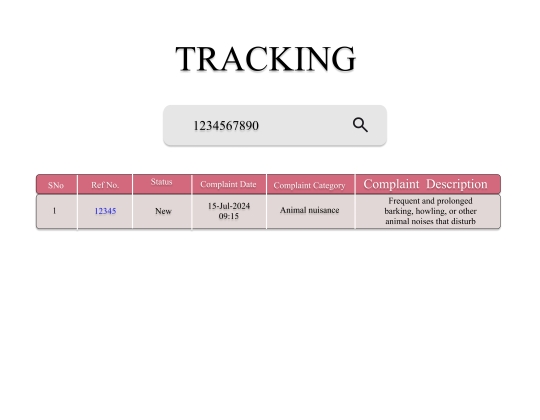 TRACKING
1234567890
SNo Ref No. Status Complaint Date Complaint Category Complaint Description
1 12345 New 15-Jul-2024 Animal nuisance Frequent and prolonged
09:15 barking, howling, or other
animal noises that disturb